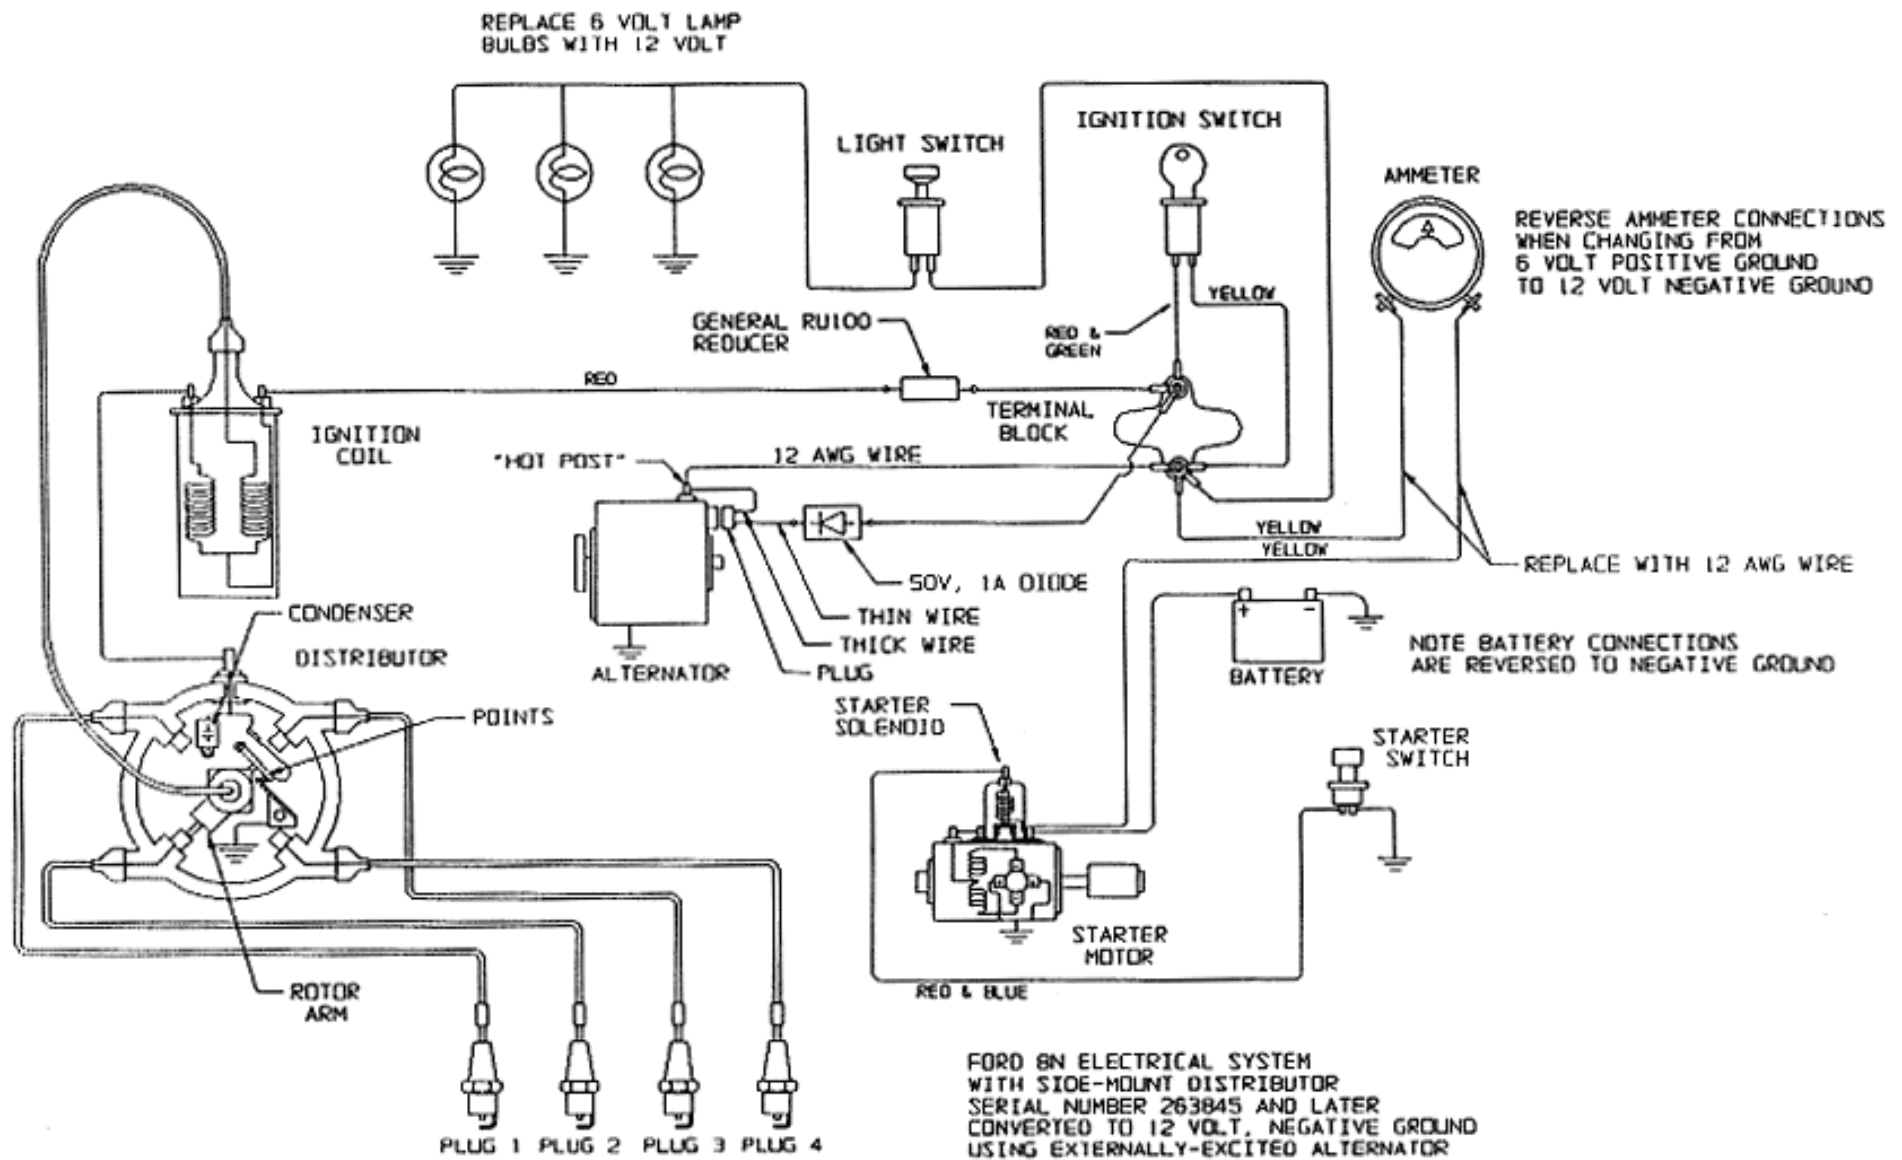 REPLACE 6 VOLT LAMP
BULBS WITH 12 VOLT
LIGHT SWITCH
IGNITION SWITCH
AMMETER
REVERSE AMMETER CONNECTIONS
WHEN CHANGING FROM
6 VOLT POSITIVE GROUND
TO 12 VOLT NEGATIVE GROUND
YELLOW
GENERAL RU100
REDUCER
RED &
GREEN
RED
TERMINAL
BLOCK
IGNITION
COIL
"HOT POST"
12 AWG WIRE
YELLOW
YELLOW
REPLACE WITH 12 AWG WIRE
50V, 1A DIODE
THIN WIRE
THICK WIRE
PLUG
ALTERNATOR
CONDENSER
DISTRIBUTOR
POINTS
+ -
BATTERY
NOTE BATTERY CONNECTIONS
ARE REVERSED TO NEGATIVE GROUND
STARTER
SOLENOID
STARTER
SWITCH
STARTER
MOTOR
RED & BLUE
ROTOR
ARM
PLUG 1 PLUG 2 PLUG 3 PLUG 4
FORD 8N ELECTRICAL SYSTEM
WITH SIDE-MOUNT DISTRIBUTOR
SERIAL NUMBER 263845 AND LATER
CONVERTED TO 12 VOLT, NEGATIVE GROUND
USING EXTERNALLY-EXCITED ALTERNATOR